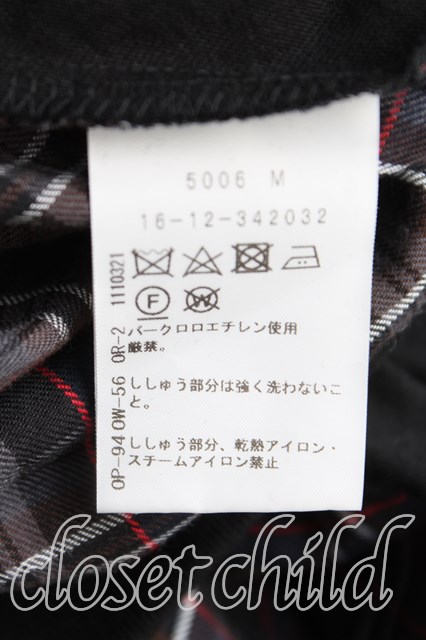 5006 M
16-12-342032
F
W
パークロロエチレン使用
厳禁。
ししゅう部分は強く洗わないこ
と。
ししゅう部分、乾熱アイロン・
スチームアイロン禁止
OP-94 OW-56 OR-2 1110321
closet child